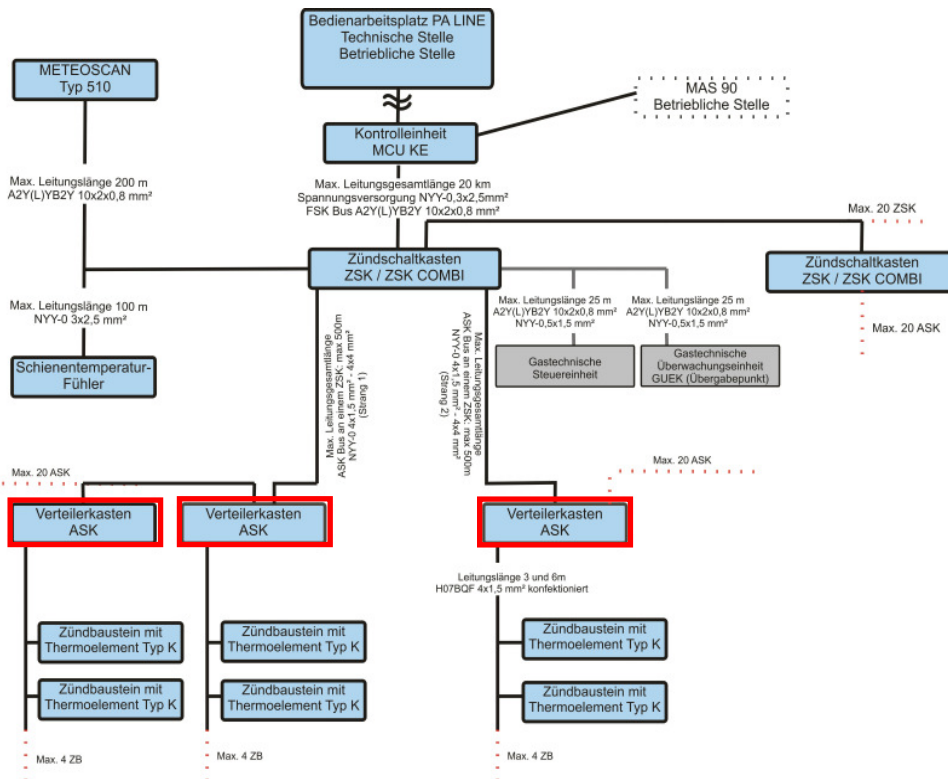 Bedienarbeitsplatz PA LINE
Technische Stelle
Betriebliche Stelle
METEOSCAN
Typ 510
MAS 90
Betriebliche Stelle
Kontrolleinheit
MCU KE
Max. Leitungslänge 200 m
A2Y(L)YB2Y 10x2x0,8 mm²
Max. Leitungsgesamtlänge 20 km
Spannungsversorgung NYY-0,3x2,5mm²
FSK Bus A2Y(L)YB2Y 10x2x0,8 mm²
Max. 20 ZSK
Zündschaltkasten
ZSK / ZSK COMBI
Zündschaltkasten
ZSK / ZSK COMBI
Max. Leitungslänge 100 m
NYY-0 3x2,5 mm²
Max. Leitungslänge 25 m
A2Y(L)YB2Y 10x2x0,8 mm²
NYY-0,5x1,5 mm²
Max. Leitungslänge 25 m
A2Y(L)YB2Y 10x2x0,8 mm²
NYY-0,5x1,5 mm²
Max. 20 ASK
Schienentemperatur-
Fühler
Gastechnische
Steuereinheit
Gastechnische
Überwachungseinheit
GUEK (Übergabepunkt)
Max. Leitungsgesamtlänge
ASK Bus an einem ZSK: max 500m
NYY-0 4x1,5 mm² - 4x4 mm²
(Strang 1)
Max. Leitungsgesamtlänge
ASK Bus an einem ZSK: max 500m
NYY-0 4x1,5 mm² - 4x4 mm²
(Strang 2)
Max. 20 ASK
Max. 20 ASK
Verteilerkasten
ASK
Verteilerkasten
ASK
Verteilerkasten
ASK
Leitungslänge 3 und 6m
H07BQF 4x1,5 mm² konfektioniert
Zündbaustein mit
Thermoelement Typ K
Zündbaustein mit
Thermoelement Typ K
Zündbaustein mit
Thermoelement Typ K
Zündbaustein mit
Thermoelement Typ K
Zündbaustein mit
Thermoelement Typ K
Zündbaustein mit
Thermoelement Typ K
Max. 4 ZB
Max. 4 ZB
Max. 4 ZB